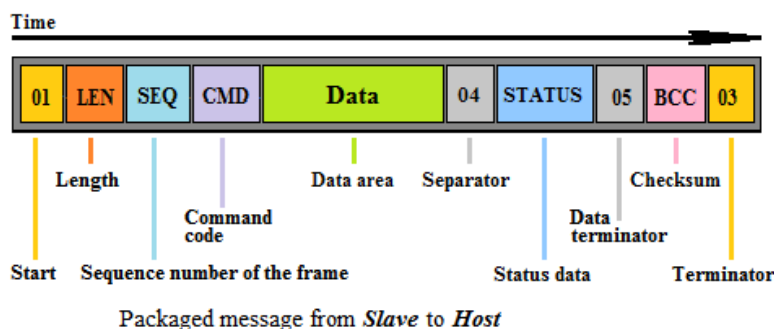 Time
01 LEN SEQ CMD Data 04 STATUS 05 BCC 03
Length Data area Separator Checksum
Command
code
Data
terminator
Start Sequence number of the frame Status data Terminator
Packaged message from Slave to Host